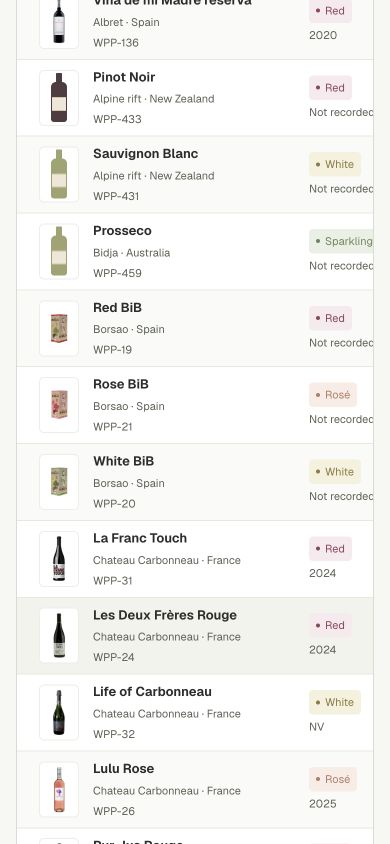 Viña de mi Madre reserva
Albret · Spain
WPP-136
Red
2020
Pinot Noir
Alpine rift · New Zealand
WPP-433
Red
Not recorded
Sauvignon Blanc
Alpine rift · New Zealand
WPP-431
White
Not recorded
Prosseco
Bidja · Australia
WPP-459
Sparkling
Not recorded
Red BiB
Borsao · Spain
WPP-19
Red
Not recorded
Rose BiB
Borsao · Spain
WPP-21
Rosé
Not recorded
White BiB
Borsao · Spain
WPP-20
White
Not recorded
La Franc Touch
Chateau Carbonneau · France
WPP-31
Red
2024
Les Deux Frères Rouge
Chateau Carbonneau · France
WPP-24
Red
2024
Life of Carbonneau
Chateau Carbonneau · France
WPP-32
White
NV
Lulu Rose
Chateau Carbonneau · France
WPP-26
Rosé
2025